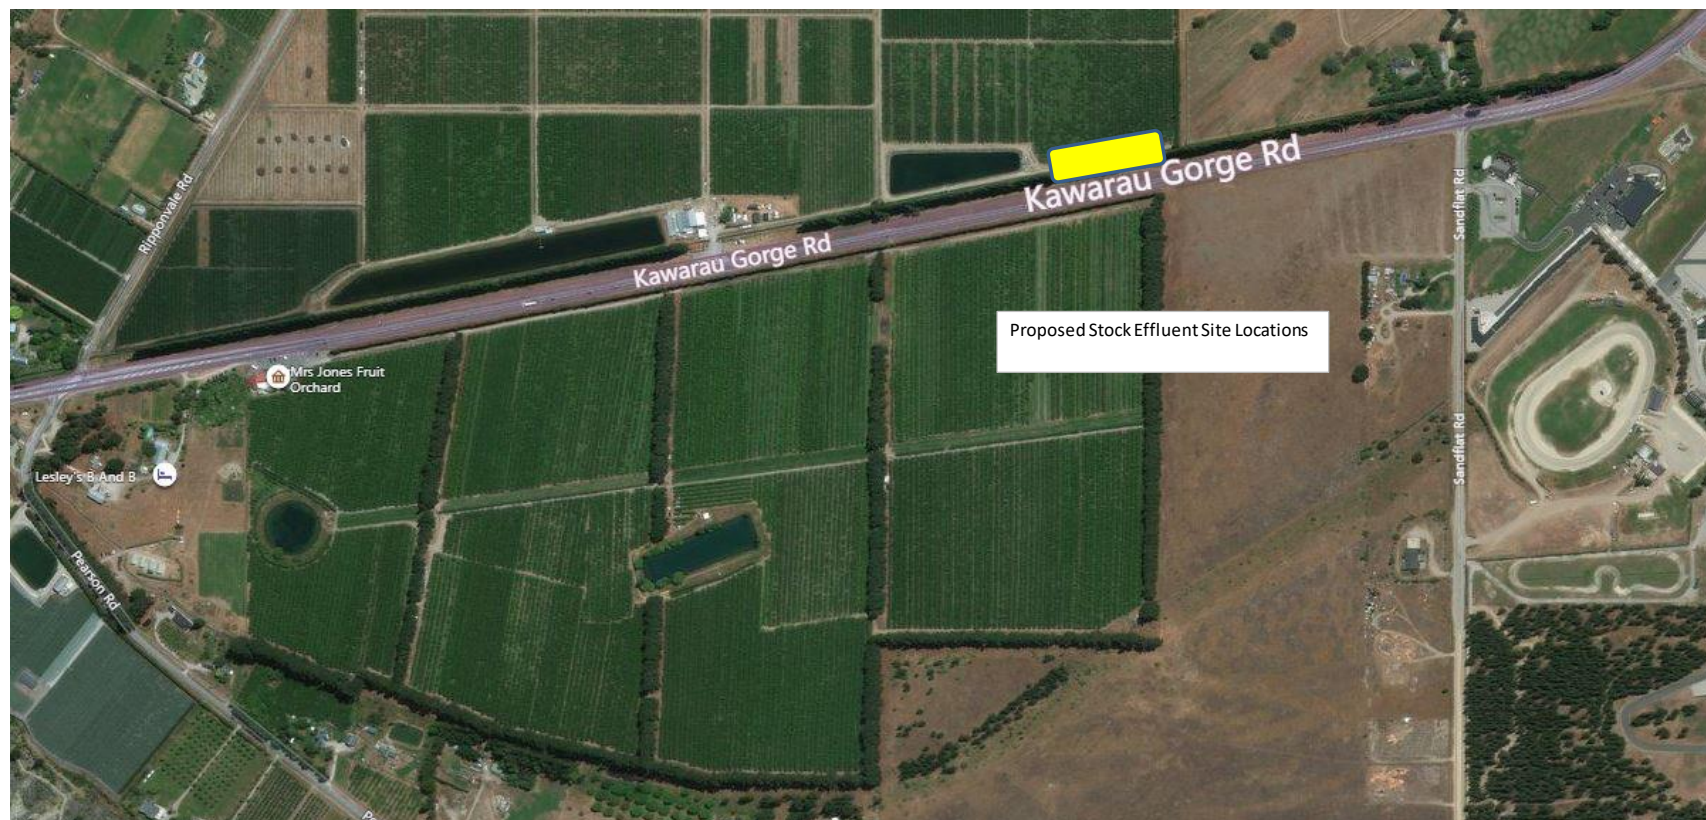 Kawarau Gorge Rd
Ripponvale Rd
Sandflat Rd
Kawarau Gorge Rd
Proposed Stock Effluent Site Locations
Mrs Jones Fruit
Orchard
Lesley's B And B
Sandflat Rd
Pearson Rd